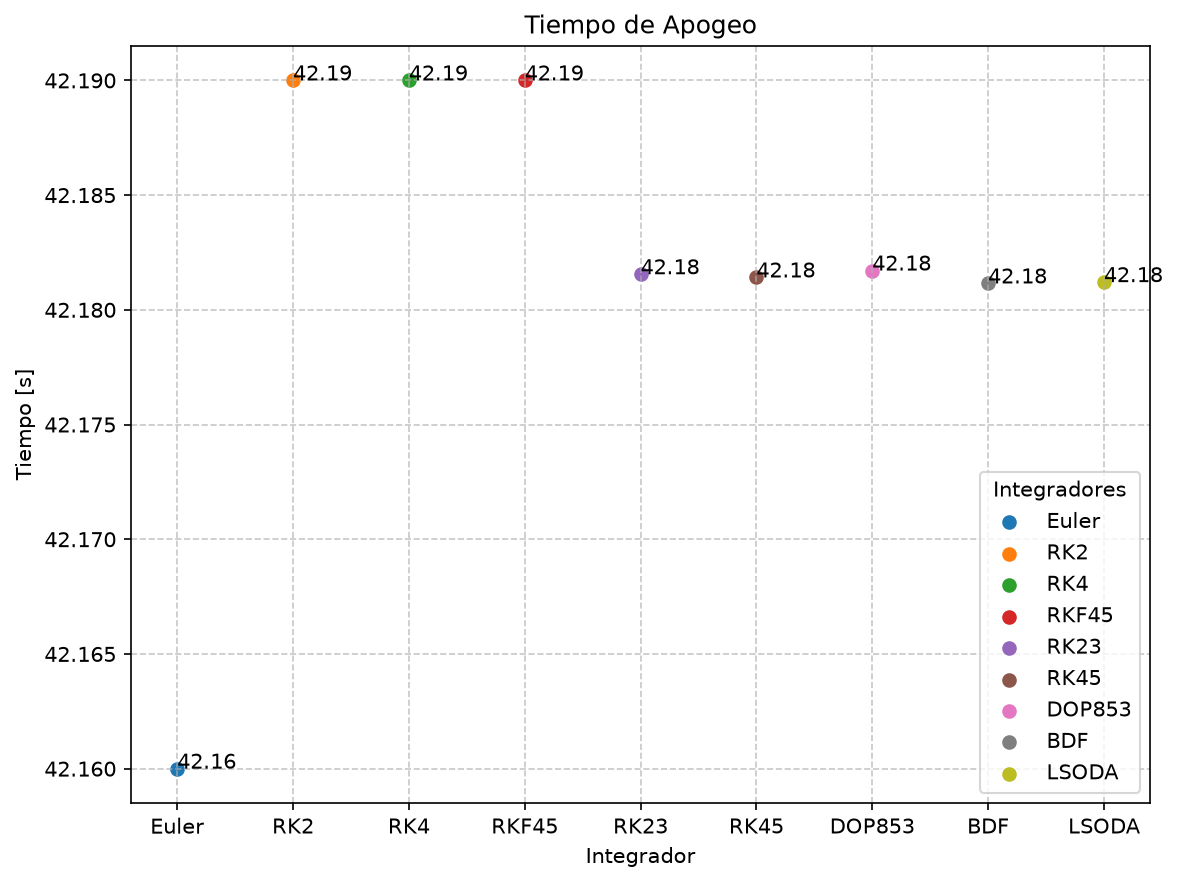 Tiempo de Apogeo
42.190
42.185
42.180
42.175
42.170
42.165
42.160
Tiempo [s]
42.16
42.19
42.19
42.19
42.18
42.18
42.18
42.18
42.18
Integradores
Euler
RK2
RK4
RKF45
RK23
RK45
DOP853
BDF
LSODA
Euler RK2 RK4 RKF45 RK23 RK45 DOP853 BDF LSODA
Integrador